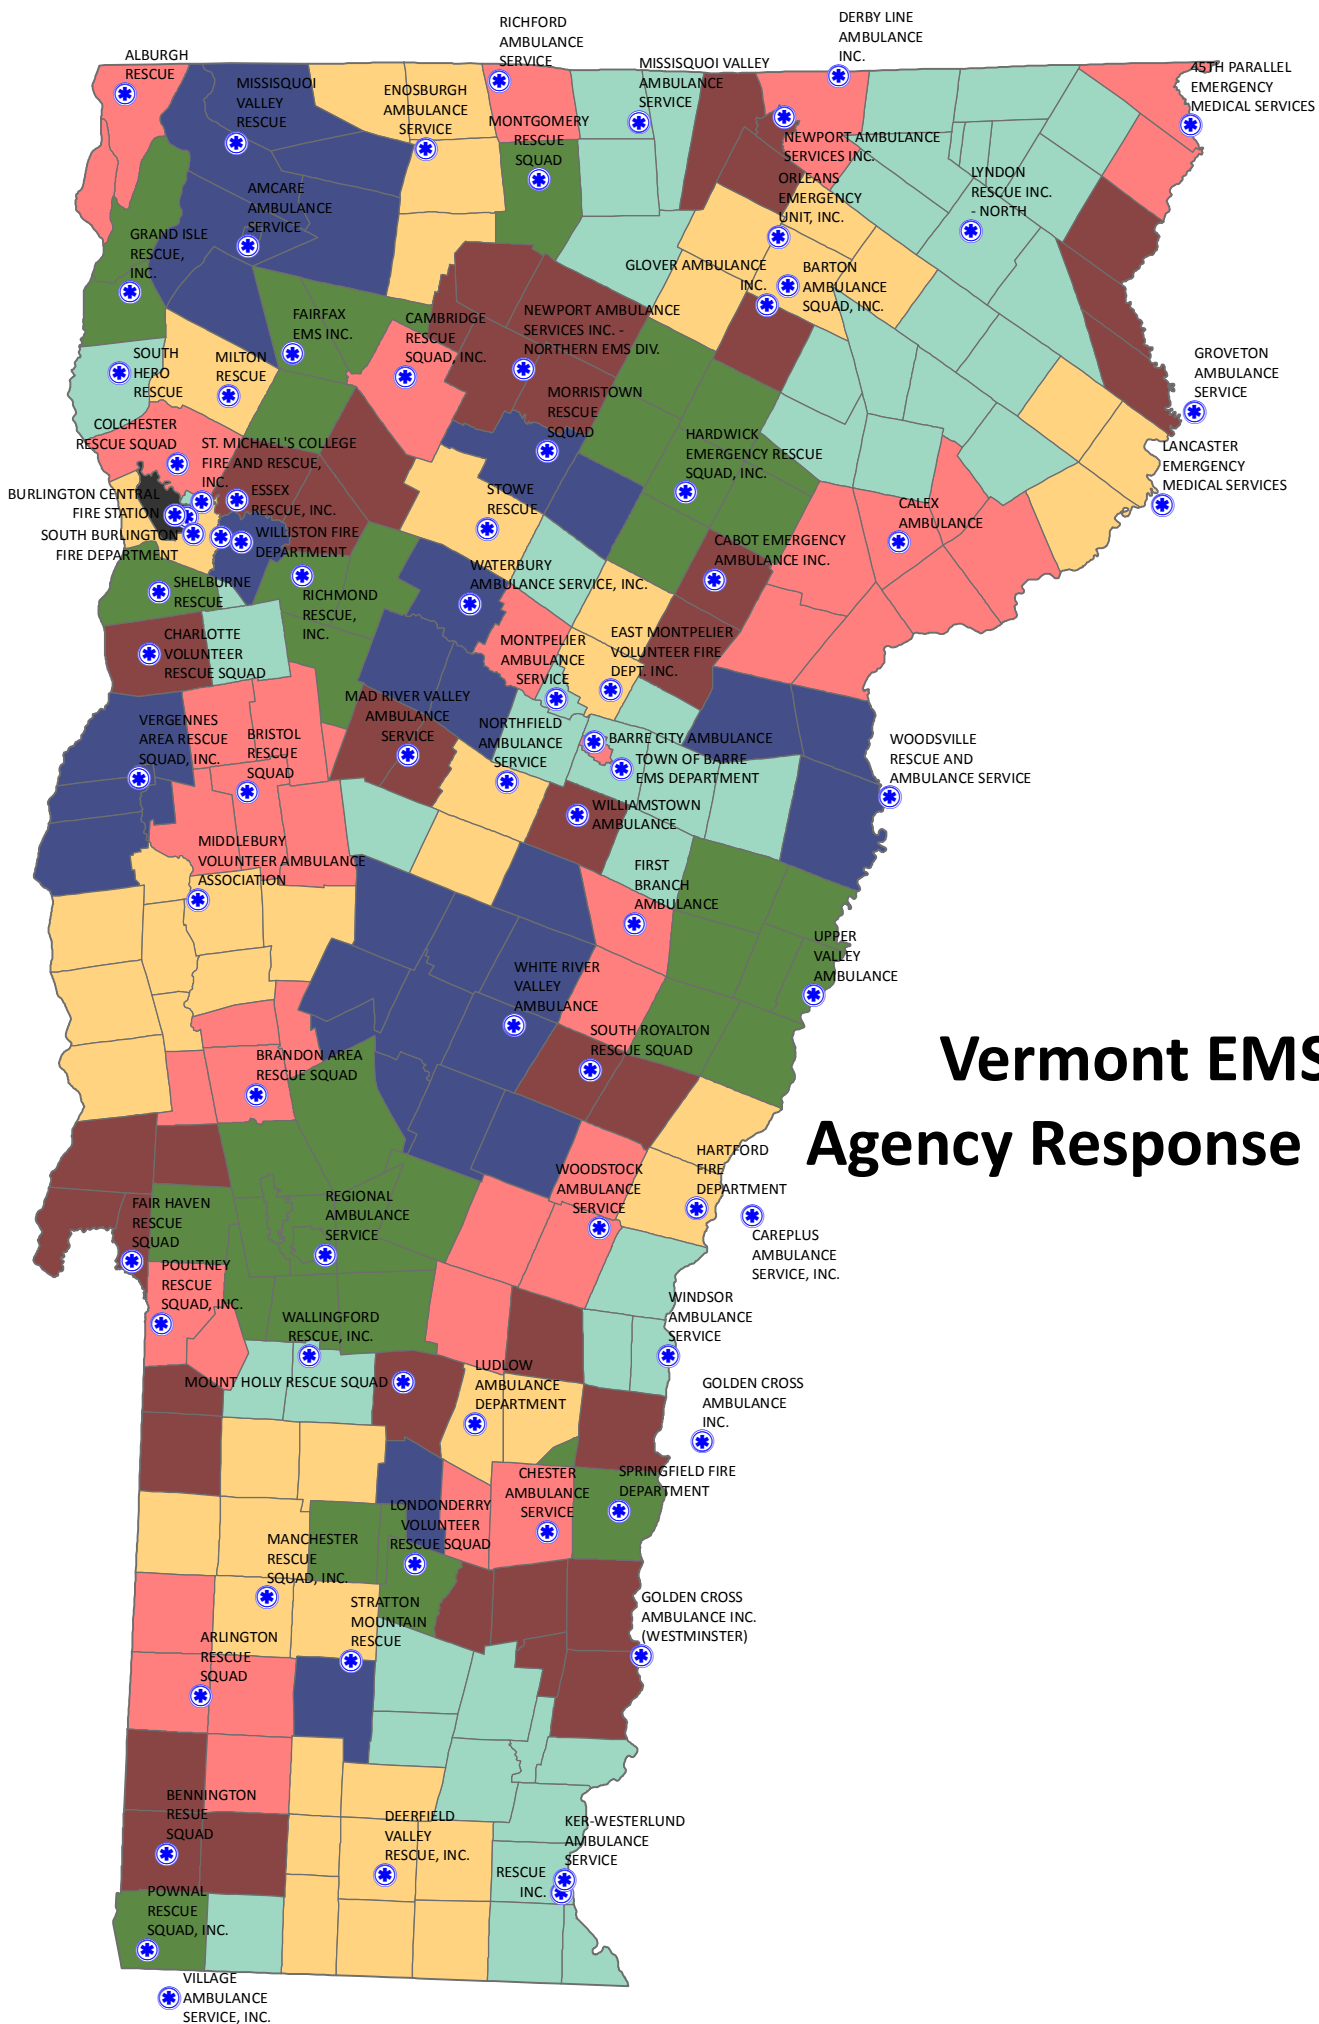 RICHFORD
AMBULANCE
SERVICE
DERBY LINE
AMBULANCE
INC.
ALBURGH
RESCUE
MISSISQUOI
VALLEY
RESCUE
ENOSBURGH
AMBULANCE
SERVICE
MISSISQUOI VALLEY
AMBULANCE
SERVICE
45TH PARALLEL
EMERGENCY
MEDICAL SERVICES
MONTGOMERY
RESCUE
SQUAD
NEWPORT AMBULANCE
SERVICES INC.
AMCARE
AMBULANCE
SERVICE
ORLEANS
EMERGENCY
UNIT, INC.
LYNDON
RESCUE INC.
- NORTH
GRAND ISLE
RESCUE,
INC.
GLOVER AMBULANCE
INC.
BARTON
AMBULANCE
SQUAD, INC.
FAIRFAX
EMS INC.
CAMBRIDGE
RESCUE
SQUAD, INC.
NEWPORT AMBULANCE
SERVICES INC. -
NORTHERN EMS DIV.
SOUTH
HERO
RESCUE
MILTON
RESCUE
GROVETON
AMBULANCE
SERVICE
MORRISTOWN
RESCUE
SQUAD
COLCHESTER
RESCUE SQUAD
ST. MICHAEL'S COLLEGE
FIRE AND RESCUE,
INC.
HARDWICK
EMERGENCY RESCUE
SQUAD, INC.
LANCASTER
EMERGENCY
MEDICAL SERVICES
BURLINGTON CENTRAL
FIRE STATION
ESSEX
RESCUE, INC.
STOWE
RESCUE
CALEX
AMBULANCE
SOUTH BURLINGTON
FIRE DEPARTMENT
WILLISTON FIRE
DEPARTMENT
CABOT EMERGENCY
AMBULANCE INC.
WATERBURY
AMBULANCE SERVICE, INC.
SHELBURNE
RESCUE
RICHMOND
RESCUE,
INC.
CHARLOTTE
VOLUNTEER
RESCUE SQUAD
MONTPELIER
AMBULANCE
SERVICE
EAST MONTPELIER
VOLUNTEER FIRE
DEPT. INC.
MAD RIVER VALLEY
AMBULANCE
SERVICE
VERGENNES
AREA RESCUE
SQUAD, INC.
BRISTOL
RESCUE
SQUAD
NORTHFIELD
AMBULANCE
SERVICE
BARRE CITY AMBULANCE
TOWN OF BARRE
EMS DEPARTMENT
WOODSVILLE
RESCUE AND
AMBULANCE SERVICE
WILLIAMSTOWN
AMBULANCE
MIDDLEBURY
VOLUNTEER AMBULANCE
ASSOCIATION
FIRST
BRANCH
AMBULANCE
UPPER
VALLEY
AMBULANCE
WHITE RIVER
VALLEY
AMBULANCE
SOUTH ROYALTON
RESCUE SQUAD
Vermont EMS
Agency Response
BRANDON AREA
RESCUE SQUAD
HARTFORD
FIRE
DEPARTMENT
WOODSTOCK
AMBULANCE
SERVICE
FAIR HAVEN
RESCUE
SQUAD
REGIONAL
AMBULANCE
SERVICE
CAREPLUS
AMBULANCE
SERVICE, INC.
POULTNEY
RESCUE
SQUAD, INC.
WINDSOR
AMBULANCE
SERVICE
WALLINGFORD
RESCUE, INC.
MOUNT HOLLY RESCUE SQUAD
LUDLOW
AMBULANCE
DEPARTMENT
GOLDEN CROSS
AMBULANCE
INC.
CHESTER
AMBULANCE
SERVICE
SPRINGFIELD FIRE
DEPARTMENT
LONDONDERRY
VOLUNTEER
RESCUE SQUAD
MANCHESTER
RESCUE
SQUAD, INC.
STRATTON
MOUNTAIN
RESCUE
GOLDEN CROSS
AMBULANCE INC.
(WESTMINSTER)
ARLINGTON
RESCUE
SQUAD
BENNINGTON
RESUE
SQUAD
DEERFIELD
VALLEY
RESCUE, INC.
KER-WESTERLUND
AMBULANCE
SERVICE
RESCUE
INC.
POWNAL
RESCUE
SQUAD, INC.
VILLAGE
AMBULANCE
SERVICE, INC.